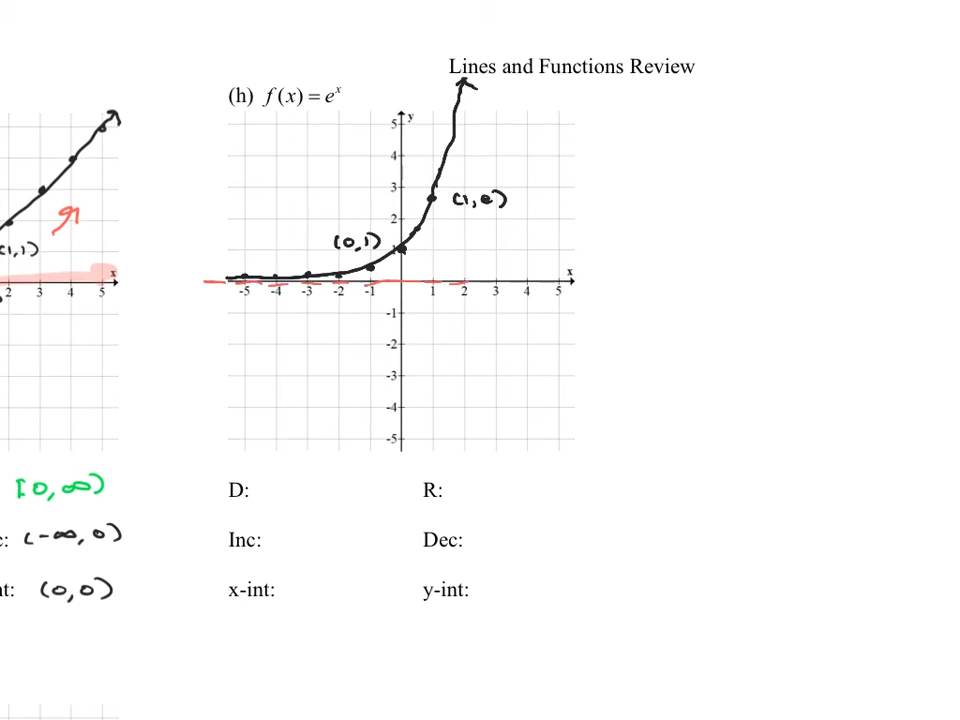 Lines and Functions Review
(h) f(x) = e^x
y
5
4
3
2
-1
-2
-3
-4
-5
(1, e)
(0, 1)
x
-5 -4 -3 -2 -1 1 2 3 4 5
(1, 1)
x
2 3 4 5
[0, ∞)
D: R:
c: (-∞, 0)
Inc: Dec:
nt: (0, 0)
x-int: y-int: